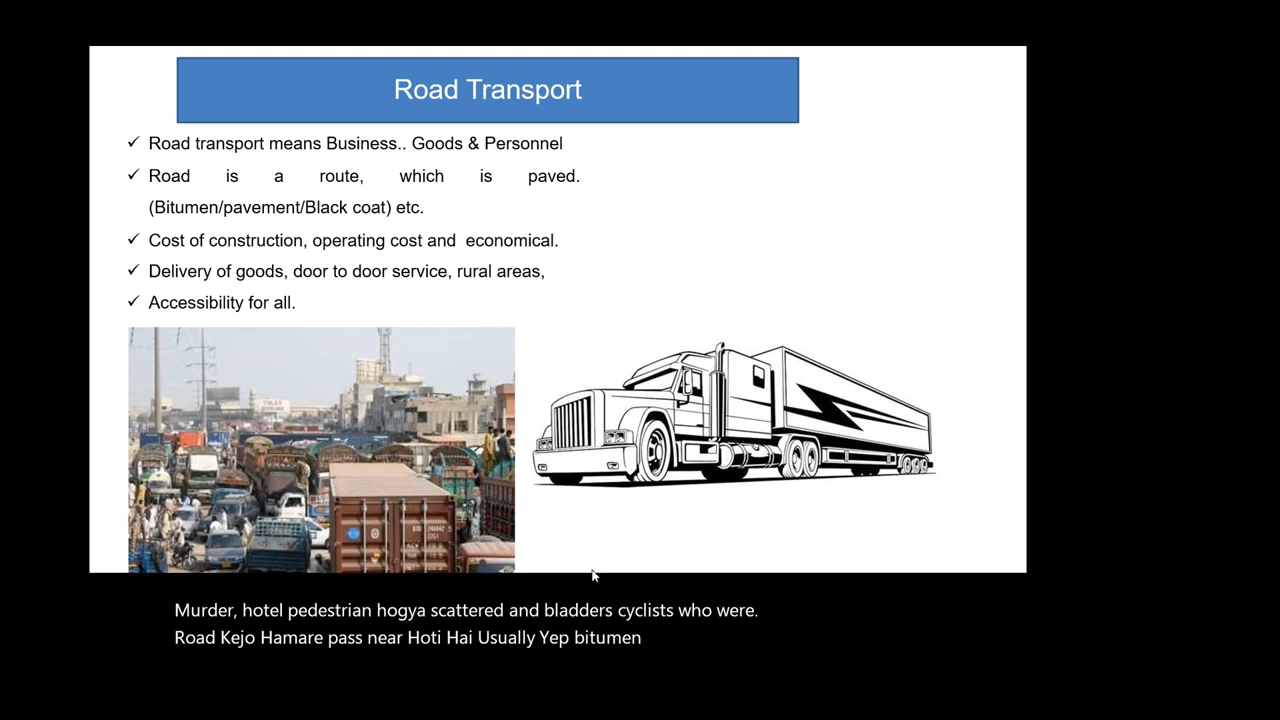 Road Transport
✓ Road transport means Business.. Goods & Personnel
✓ Road is a route, which is paved.
(Bitumen/pavement/Black coat) etc.
✓ Cost of construction, operating cost and economical.
✓ Delivery of goods, door to door service, rural areas,
✓ Accessibility for all.
Murder, hotel pedestrian hogya scattered and bladders cyclists who were.
Road Kejo Hamare pass near Hoti Hai Usually Yep bitumen